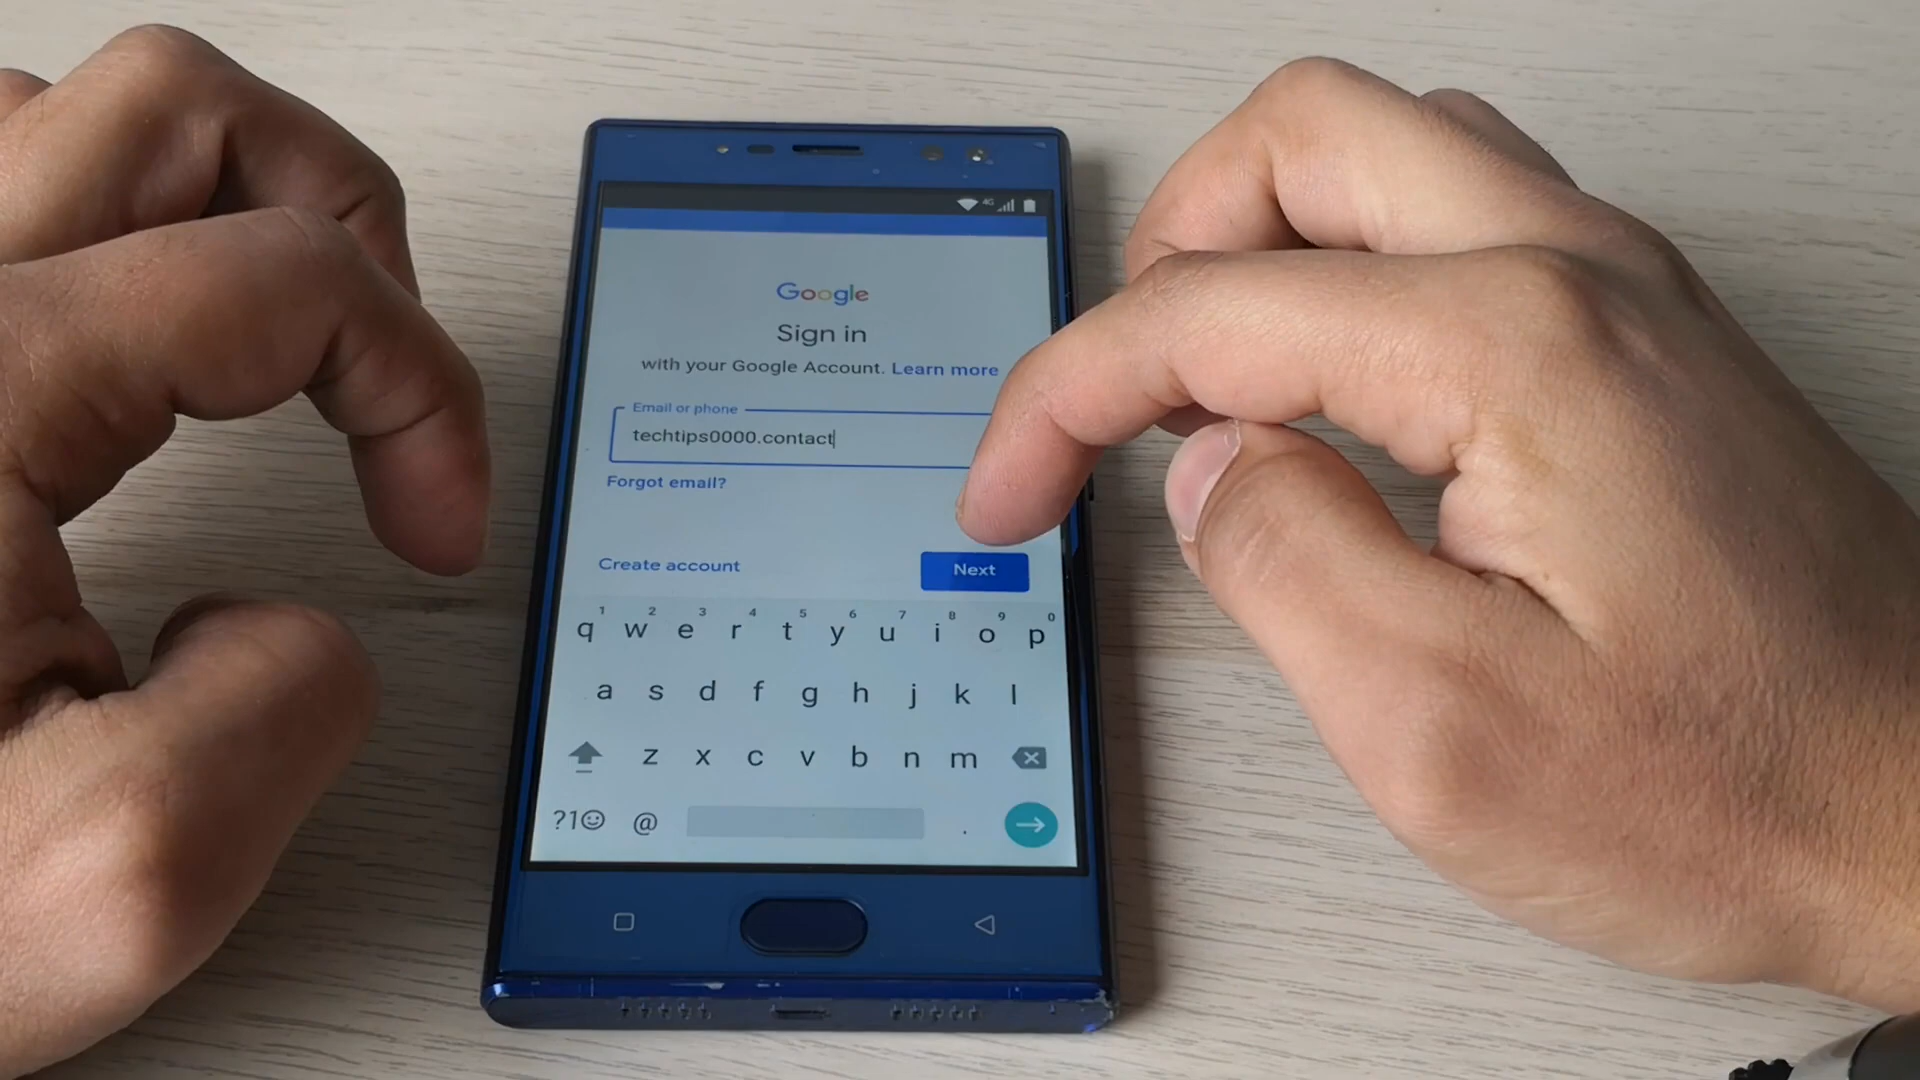 4G
Google
Sign in
with your Google Account. Learn more
Email or phone
techtips0000.contact
Forgot email?
Create account
Next
1 2 3 4 5 6 7 8 9 0
q w e r t y u i o p
a s d f g h j k l
z x c v b n m
?1☺ @ .